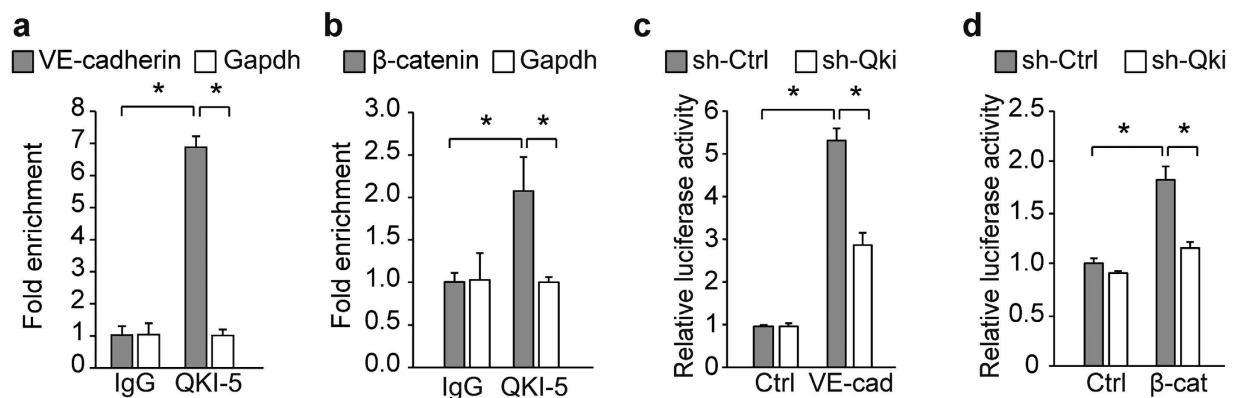 a
VE-cadherin Gapdh
Fold enrichment
8
7
6
5
4
3
2
1
0
* *
IgG QKI-5
b
β-catenin Gapdh
Fold enrichment
3.0
2.5
2.0
1.5
1.0
0.5
0.0
* *
IgG QKI-5
c
sh-Ctrl sh-Qki
Relative luciferase activity
6
5
4
3
2
1
0
* *
Ctrl VE-cad
d
sh-Ctrl sh-Qki
Relative luciferase activity
2.5
2.0
1.5
1.0
0.5
0
* *
Ctrl β-cat